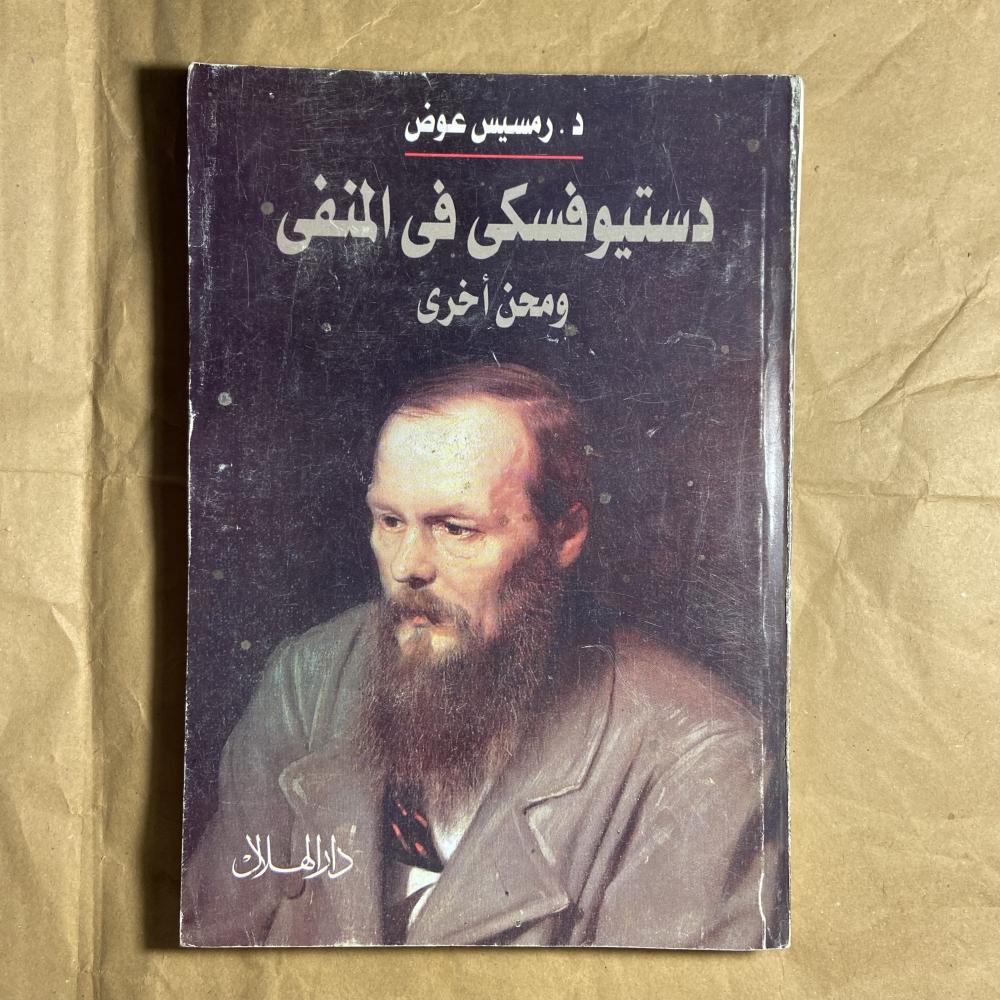 د. رمسيس عوض
دستيوفسكى فى المنفى
ومحن أخرى
دار الهلال